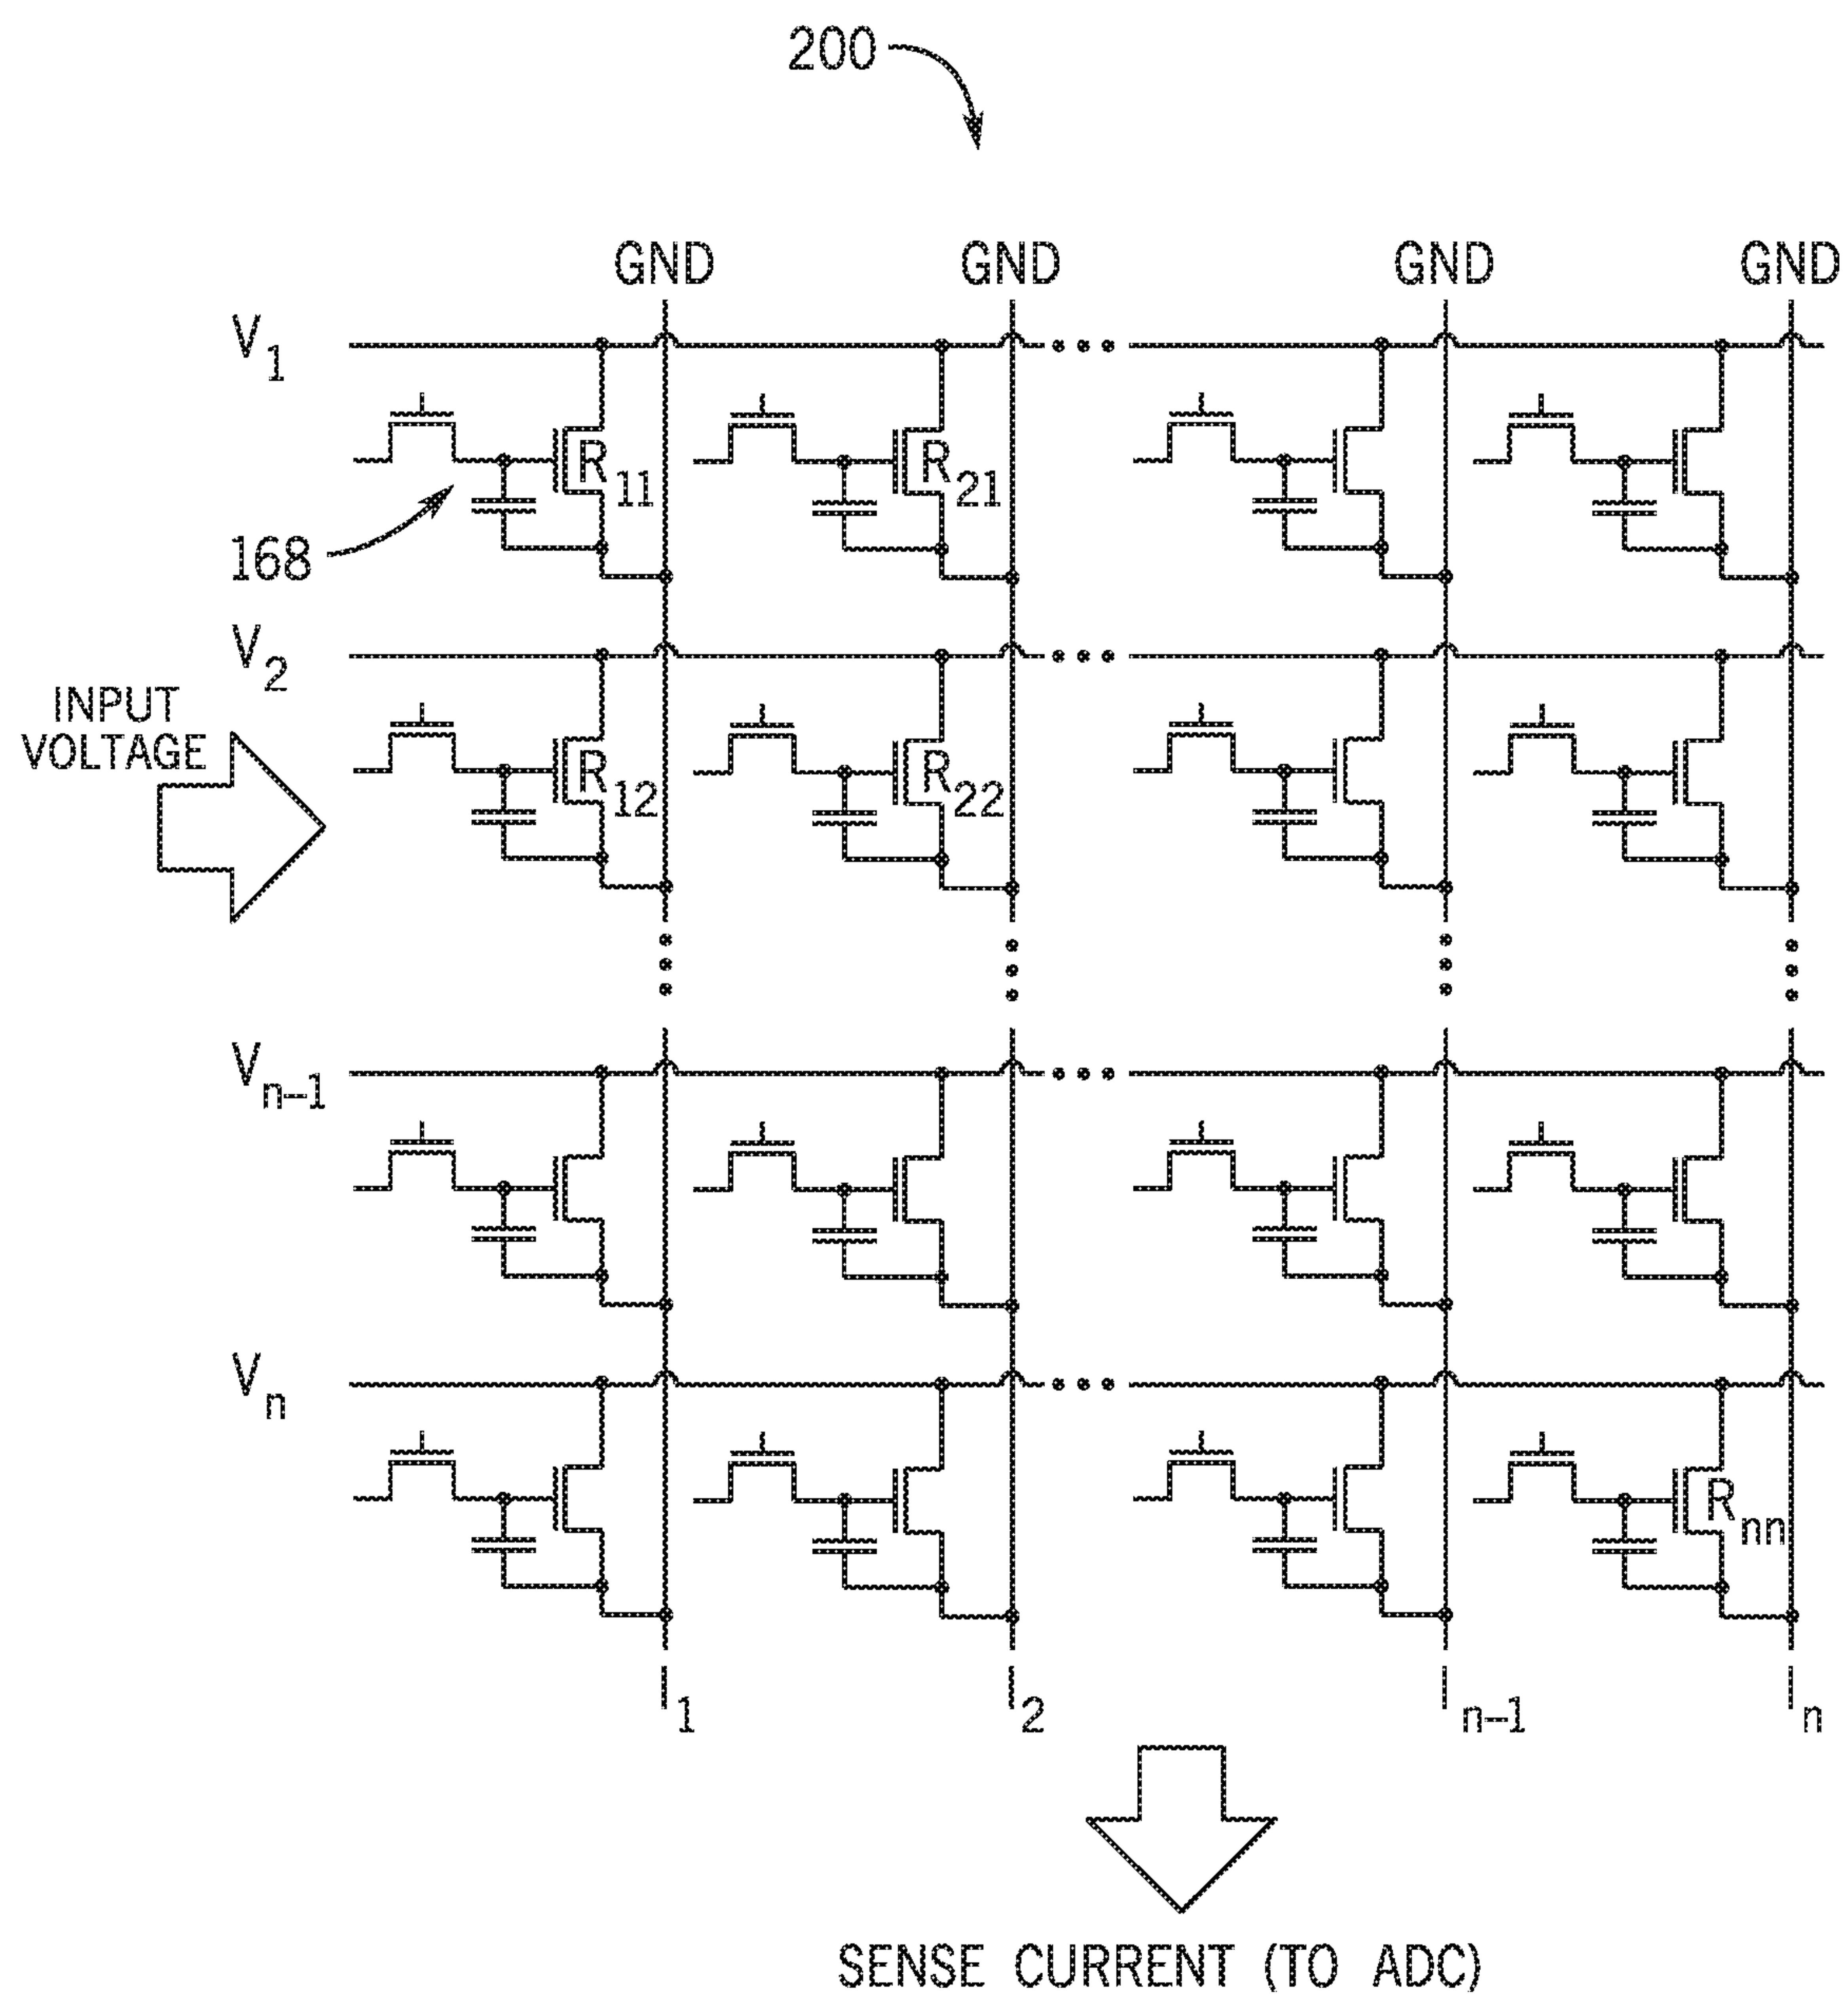 200
GND GND GND GND
V1
R11 R21
168
V2
INPUT
VOLTAGE
R12 R22
Vn-1
Vn
Rnn
I1 I2 In-1 In
SENSE CURRENT (TO ADC)